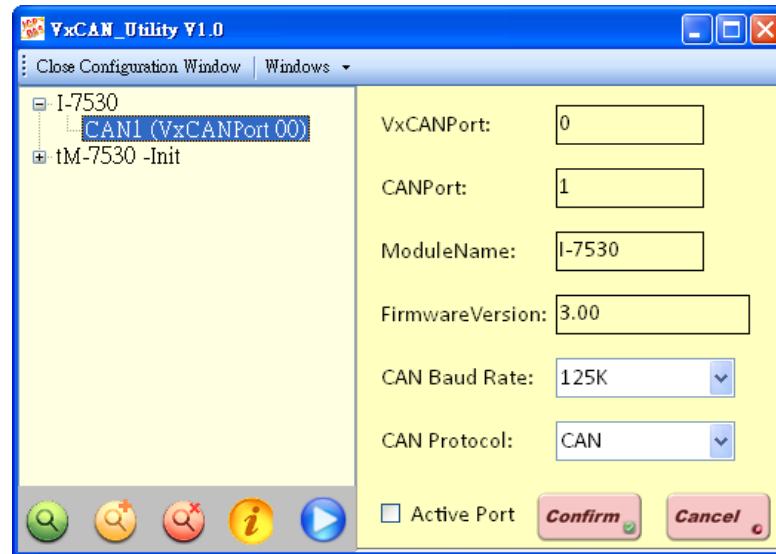 VxCAN_Utility V1.0
Close Configuration Window Windows
I-7530
CAN1 (VxCANPort 00)
tM-7530 -Init
VxCANPort: 0
CANPort: 1
ModuleName: I-7530
FirmwareVersion: 3.00
CAN Baud Rate: 125K
CAN Protocol: CAN
Active Port Confirm Cancel